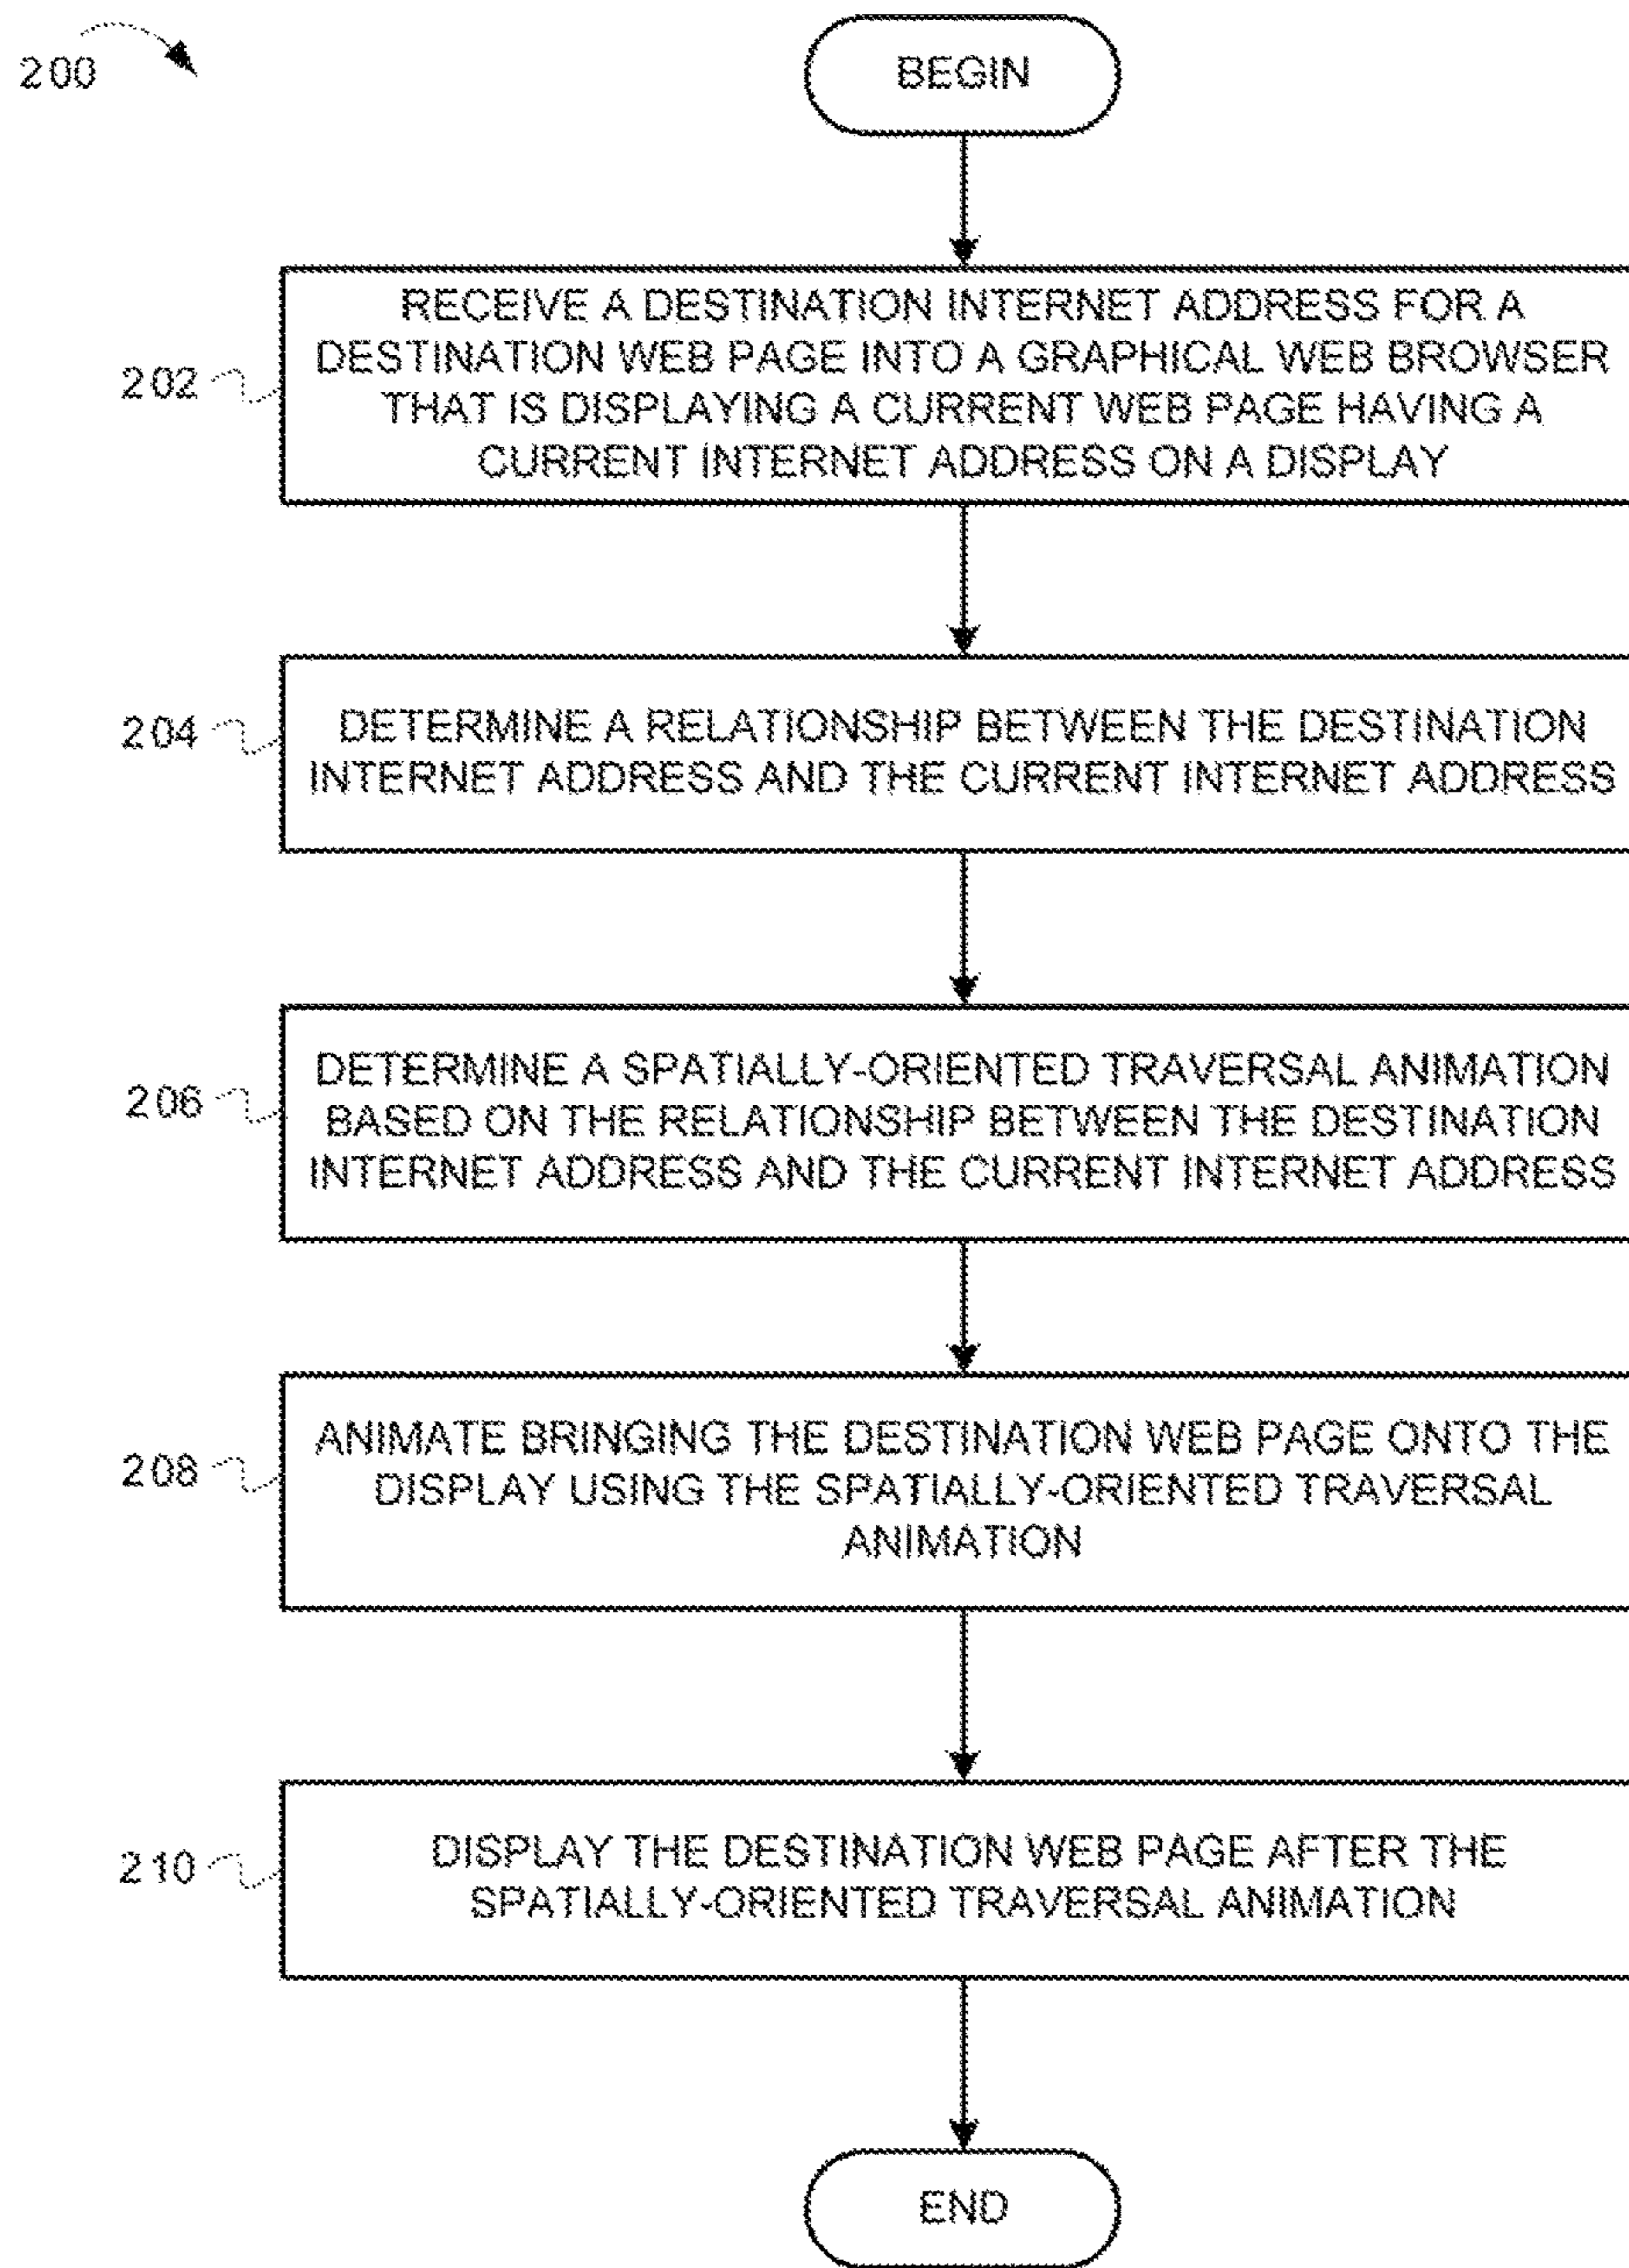 200
BEGIN
202
RECEIVE A DESTINATION INTERNET ADDRESS FOR A
DESTINATION WEB PAGE INTO A GRAPHICAL WEB BROWSER
THAT IS DISPLAYING A CURRENT WEB PAGE HAVING A
CURRENT INTERNET ADDRESS ON A DISPLAY
204
DETERMINE A RELATIONSHIP BETWEEN THE DESTINATION
INTERNET ADDRESS AND THE CURRENT INTERNET ADDRESS
206
DETERMINE A SPATIALLY-ORIENTED TRAVERSAL ANIMATION
BASED ON THE RELATIONSHIP BETWEEN THE DESTINATION
INTERNET ADDRESS AND THE CURRENT INTERNET ADDRESS
208
ANIMATE BRINGING THE DESTINATION WEB PAGE ONTO THE
DISPLAY USING THE SPATIALLY-ORIENTED TRAVERSAL
ANIMATION
210
DISPLAY THE DESTINATION WEB PAGE AFTER THE
SPATIALLY-ORIENTED TRAVERSAL ANIMATION
END